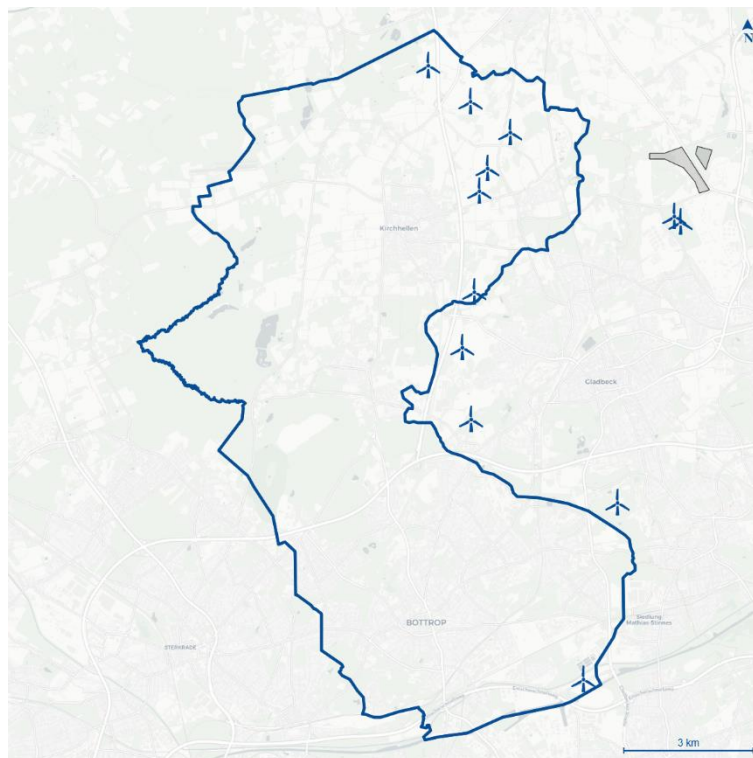 N
Kirchhellen
Gladbeck
BOTTROP
Siedlung
Mathias Stinnes
STERKRADE
3 km